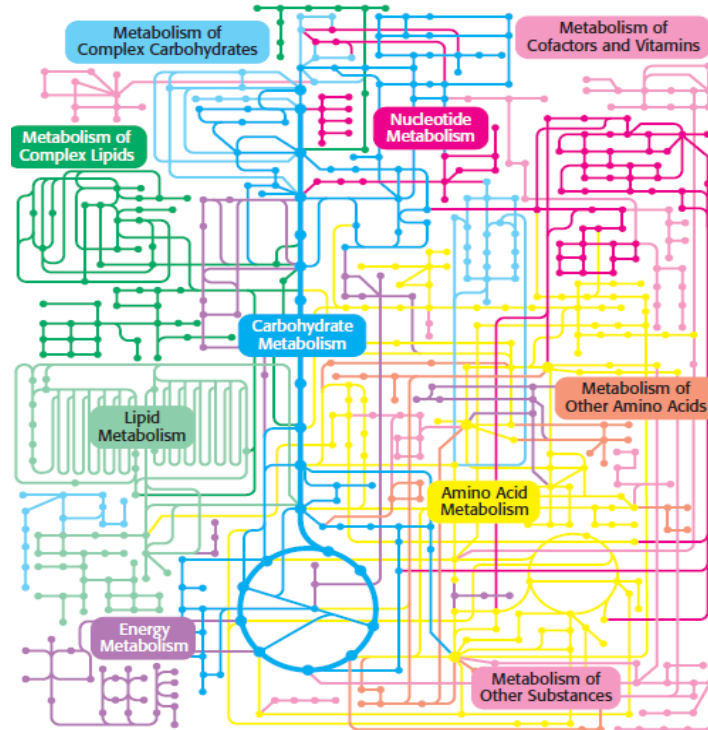 Metabolism of
Complex Carbohydrates
Metabolism of
Cofactors and Vitamins
Nucleotide
Metabolism
Metabolism of
Complex Lipids
Carbohydrate
Metabolism
Metabolism of
Other Amino Acids
Lipid
Metabolism
Amino Acid
Metabolism
Energy
Metabolism
Metabolism of
Other Substances